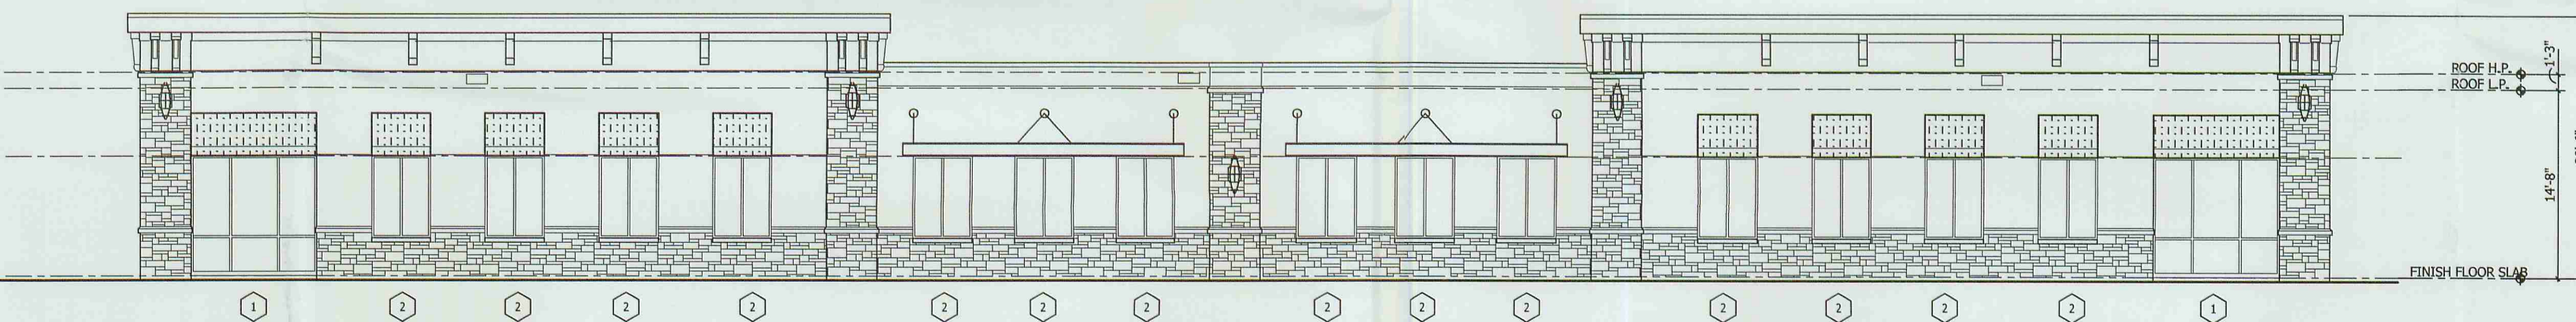 1'-3"
ROOF H.P.
ROOF L.P.
14'-8"
FINISH FLOOR SLAB
1 2 2 2 2 2 2 2 2 2 2 2 2 2 2 1